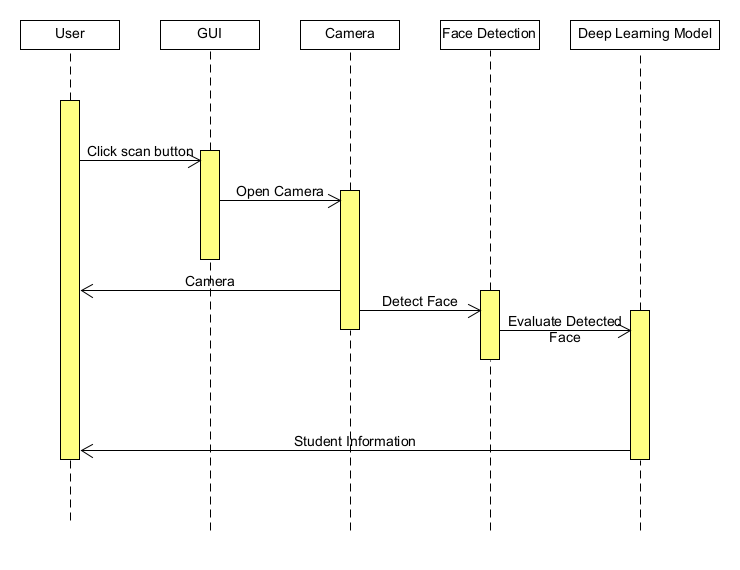 User
GUI
Camera
Face Detection
Deep Learning Model
Click scan button
Open Camera
Camera
Detect Face
Evaluate Detected
Face
Student Information